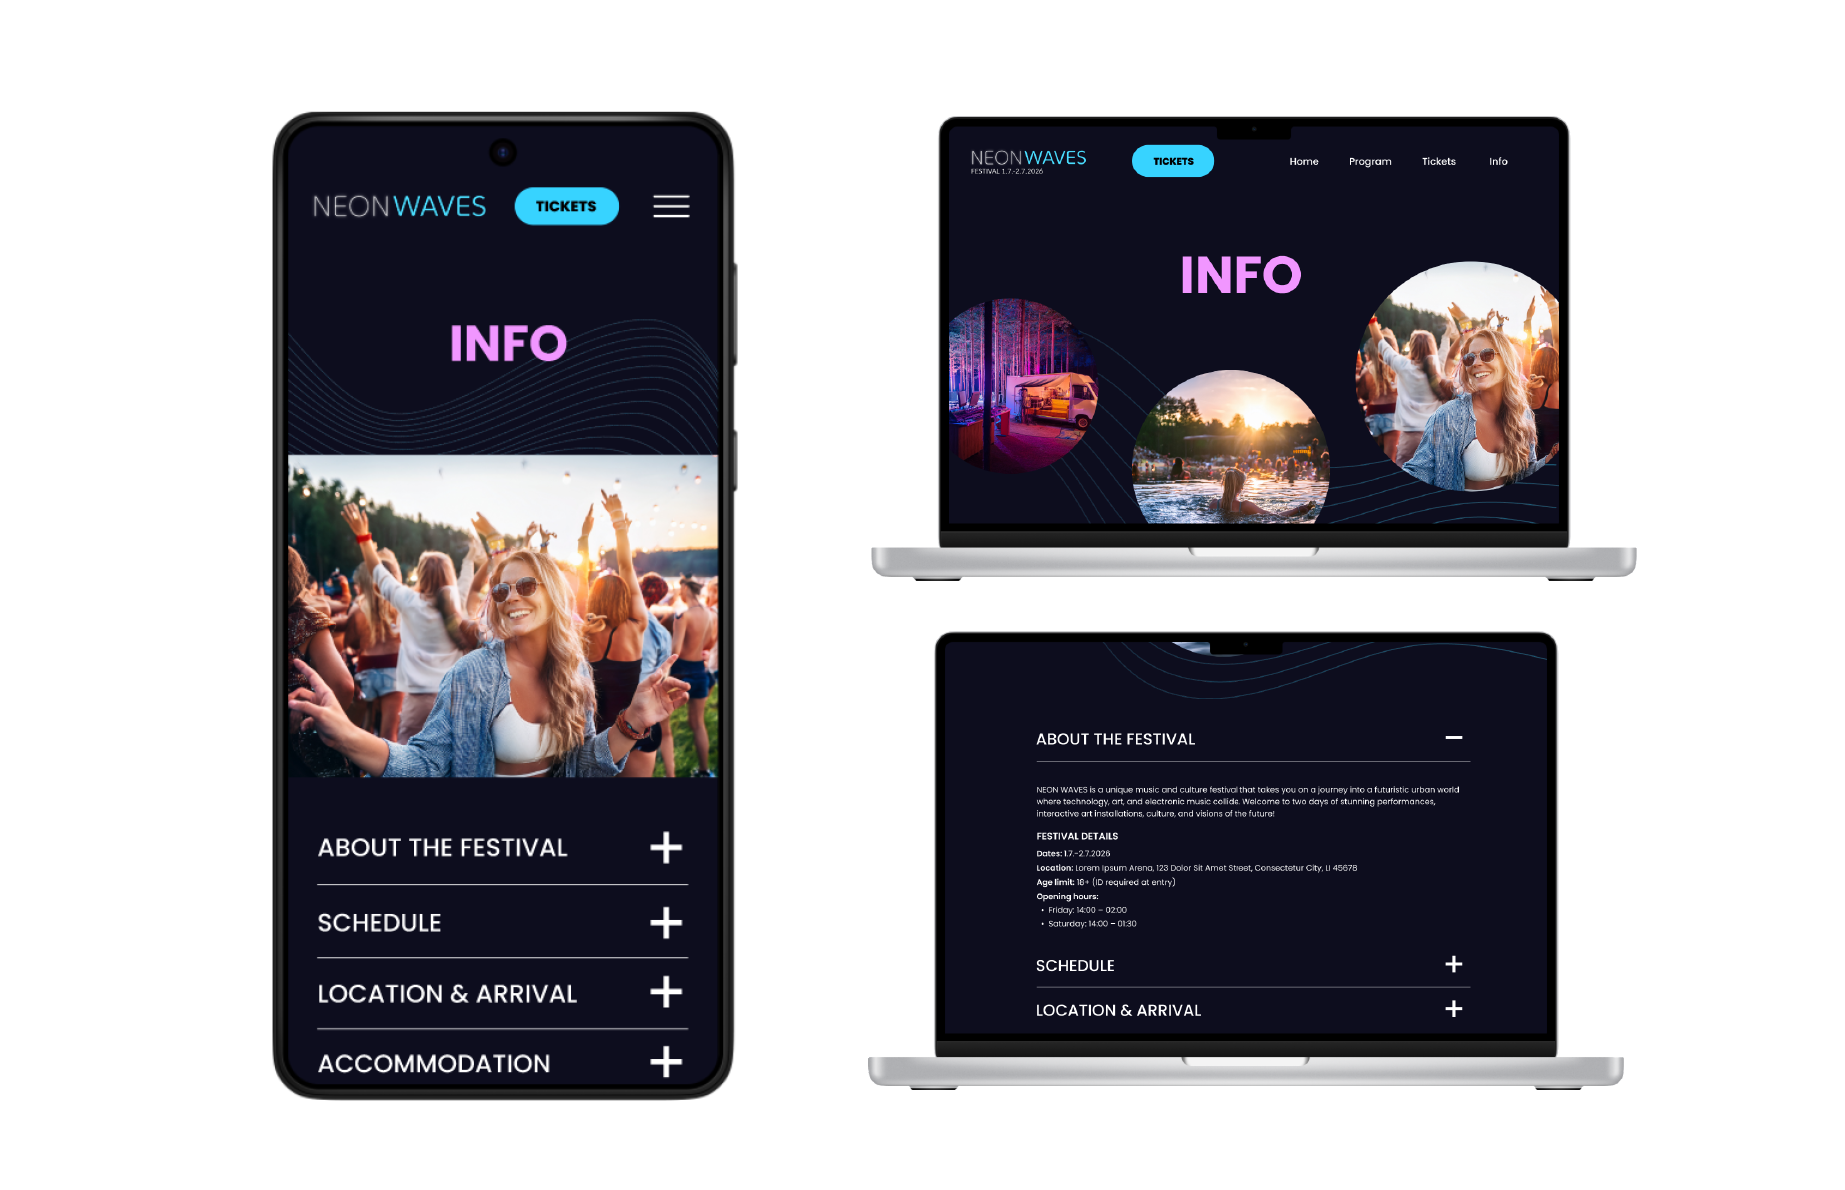 NEONWAVES
TICKETS
INFO
ABOUT THE FESTIVAL
SCHEDULE
LOCATION & ARRIVAL
ACCOMMODATION
NEONWAVES
FESTIVAL 1.7.-2.7.2026
TICKETS
Home
Program
Tickets
Info
INFO
ABOUT THE FESTIVAL
NEON WAVES is a unique music and culture festival that takes you on a journey into a futuristic urban world
where technology, art, and electronic music collide. Welcome to two days of stunning performances,
interactive art installations, culture, and visions of the future!
FESTIVAL DETAILS
Dates: 1.7.-2.7.2026
Location: Lorem Ipsum Arena, 123 Dolor Sit Amet Street, Consectetur City, LI 45678
Age limit: 18+ (ID required at entry)
Opening hours:
• Friday: 14:00 – 02:00
• Saturday: 14:00 – 01:30
SCHEDULE
LOCATION & ARRIVAL